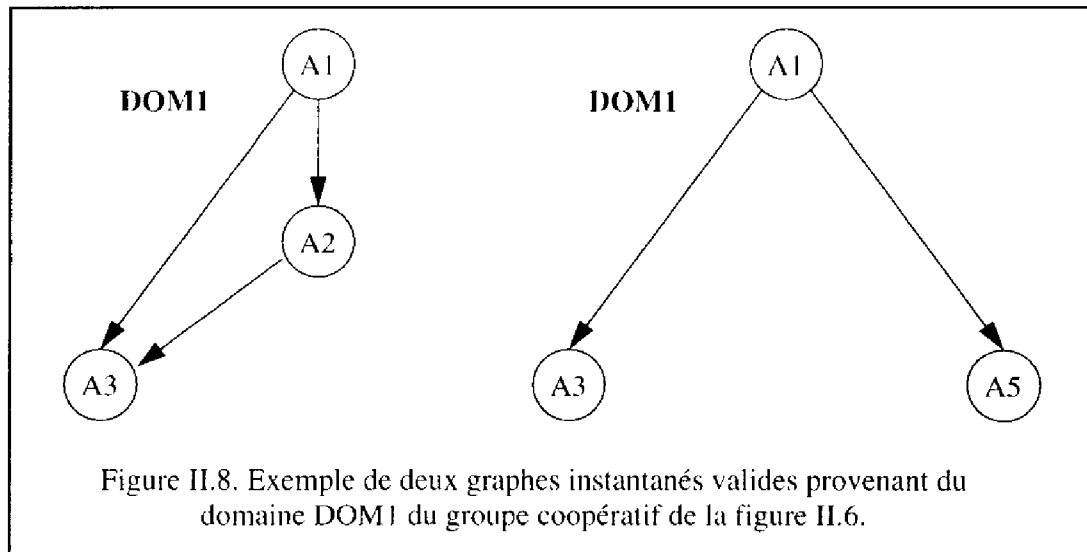 A1
DOM1
A2
A3
A1
DOM1
A3
A5
Figure II.8. Exemple de deux graphes instantanés valides provenant du
domaine DOM1 du groupe coopératif de la figure II.6.